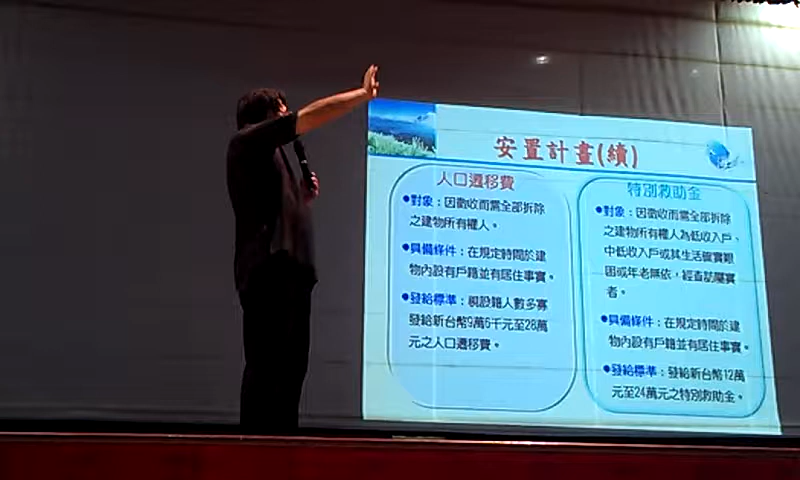 安置計畫(續)
人口遷移費
●對象：因徵收而需全部拆除
之建物所有權人。
●具備條件：在規定時間於建
物內設有戶籍並有居住事實。
●發給標準：視設籍人數多寡
發給新台幣9萬6千元至28萬
元之人口遷移費。
特別救助金
●對象：因徵收而需全部拆除
之建物所有權人為低收入戶、
中低收入戶或其生活確實艱
困或年老無依，經查訪屬實
者。
●具備條件：在規定時間於建
物內設有戶籍並有居住事實。
●發給標準：發給新台幣12萬
元至24萬元之特別救助金。